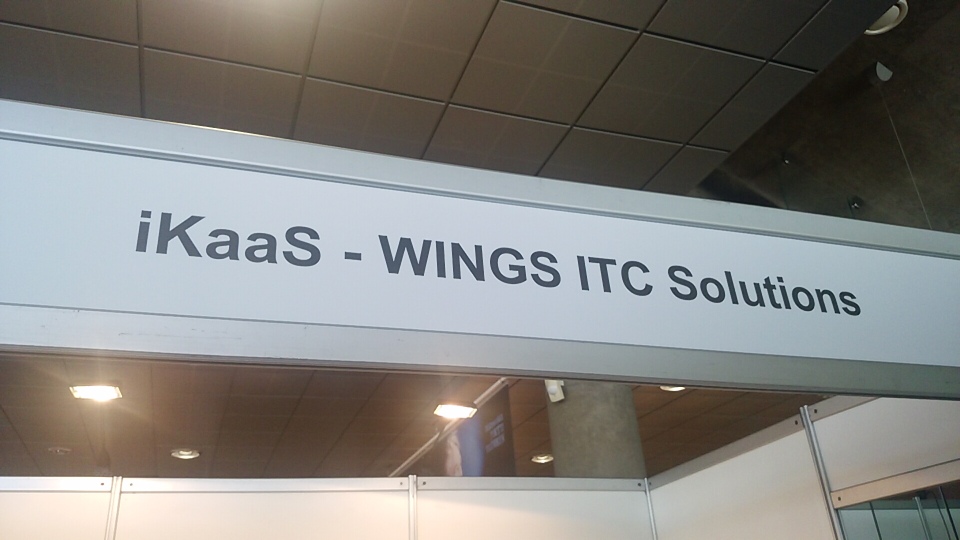 iKaaS - WINGS ITC Solutions